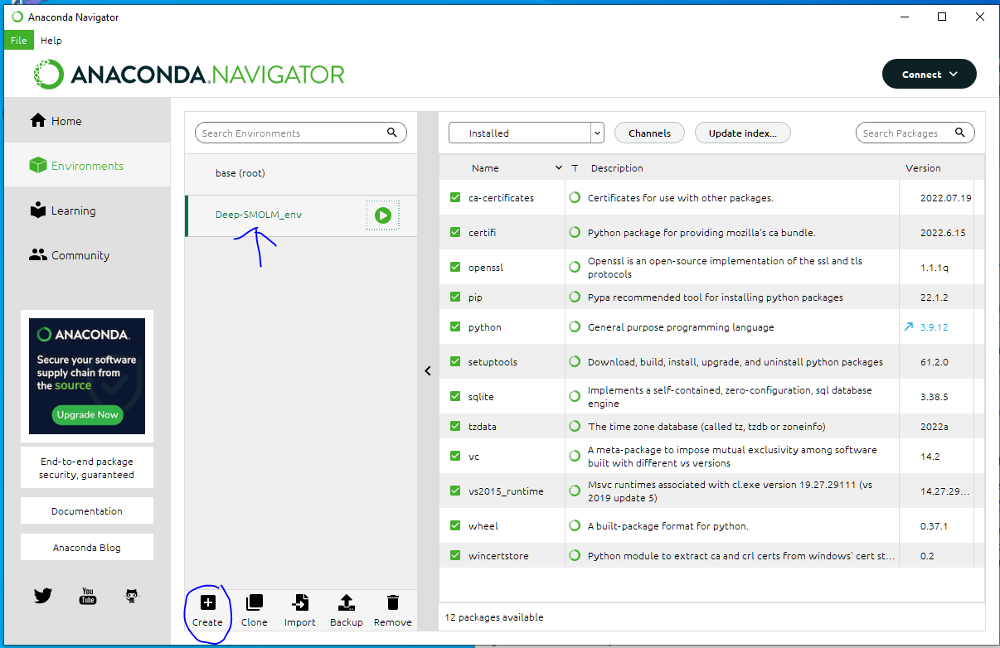 Anaconda Navigator
File Help
ANACONDA.NAVIGATOR
Connect
Home
Environments
Learning
Community
ANACONDA.
Secure your software
supply chain from
the source
Upgrade Now
End-to-end package
security, guaranteed
Documentation
Anaconda Blog
You
Tube
Search Environments
base (root)
Deep-SMOLM_env
Create Clone Import Backup Remove
Installed Channels Update index... Search Packages
Name T Description Version
ca-certificates Certificates for use with other packages. 2022.07.19
certifi Python package for providing mozilla's ca bundle. 2022.6.15
openssl Openssl is an open-source implementation of the ssl and tls
protocols 1.1.1q
pip Pypa recommended tool for installing python packages 22.1.2
python General purpose programming language 3.9.12
setuptools Download, build, install, upgrade, and uninstall python packages 61.2.0
sqlite Implements a self-contained, zero-configuration, sql database
engine 3.38.5
tzdata The time zone database (called tz, tzdb or zoneinfo) 2022a
vc A meta-package to impose mutual exclusivity among software
built with different vs versions 14.2
vs2015_runtime Msvc runtimes associated with cl.exe version 19.27.29111 (vs
2019 update 5) 14.27.29...
wheel A built-package format for python. 0.37.1
wincertstore Python module to extract ca and crl certs from windows' cert st... 0.2
12 packages available